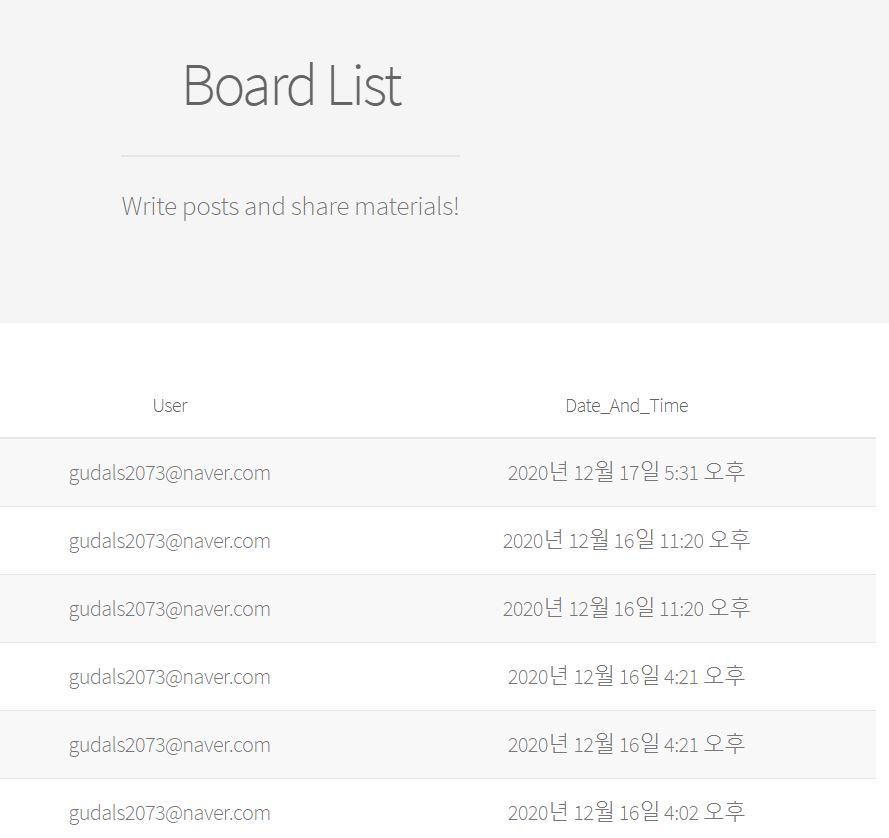 Board List
Write posts and share materials!
User Date_And_Time
gudals2073@naver.com 2020년 12월 17일 5:31 오후
gudals2073@naver.com 2020년 12월 16일 11:20 오후
gudals2073@naver.com 2020년 12월 16일 11:20 오후
gudals2073@naver.com 2020년 12월 16일 4:21 오후
gudals2073@naver.com 2020년 12월 16일 4:21 오후
gudals2073@naver.com 2020년 12월 16일 4:02 오후